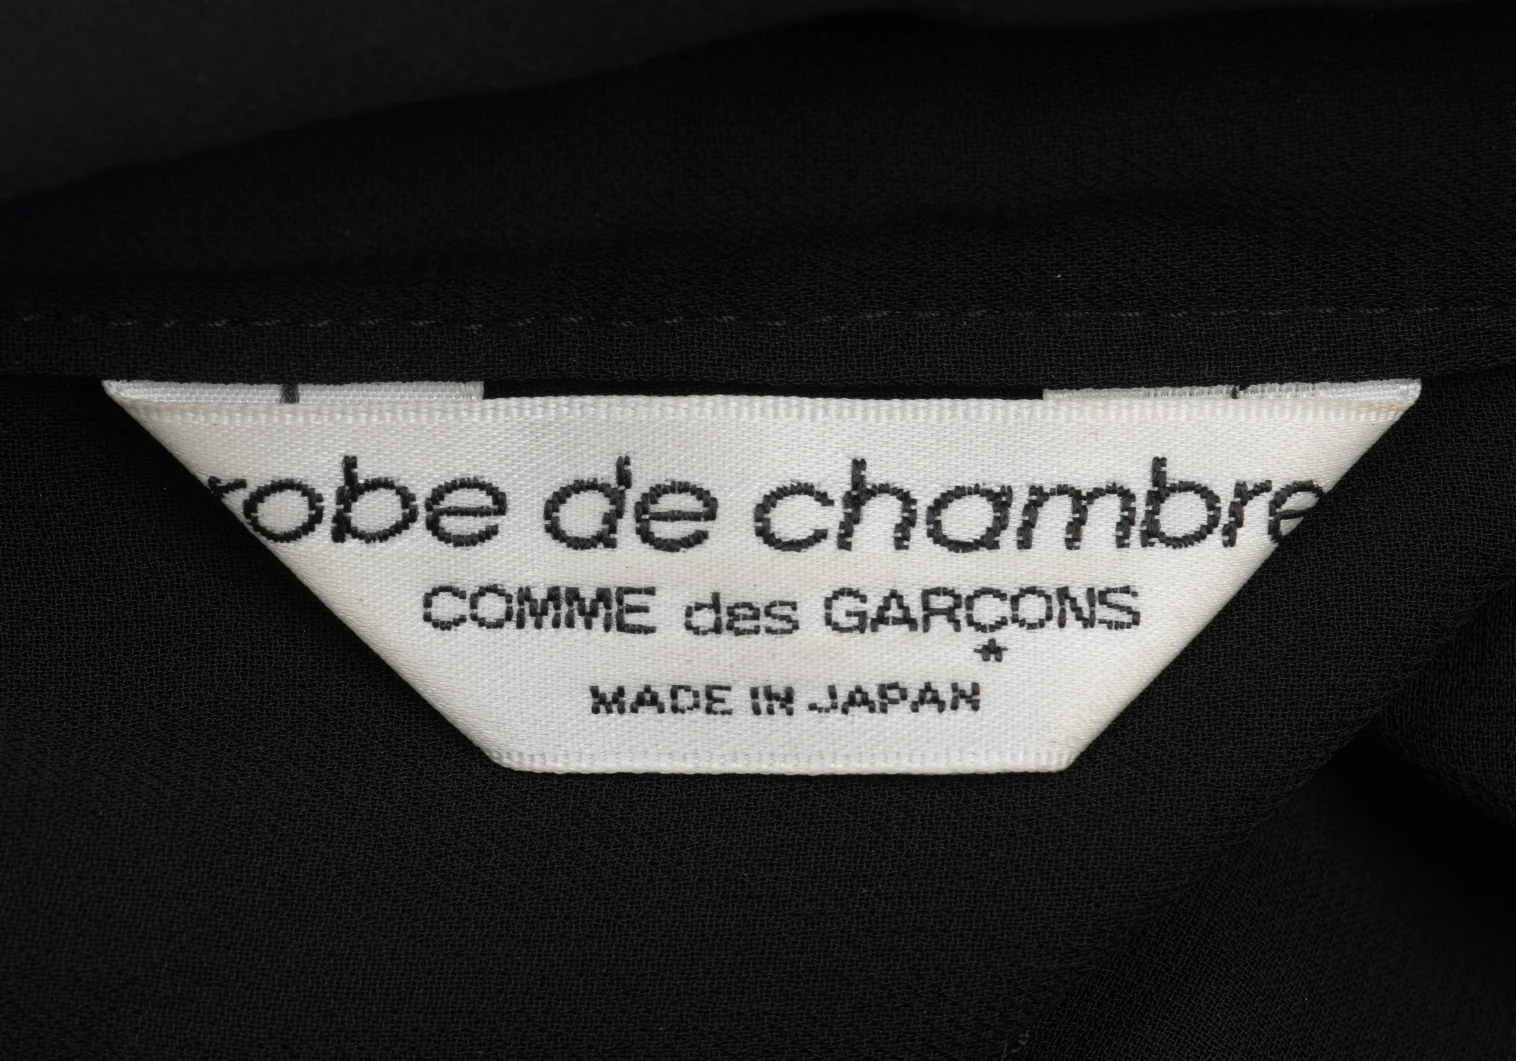 robe de chambre
COMME des GARÇONS
*
MADE IN JAPAN